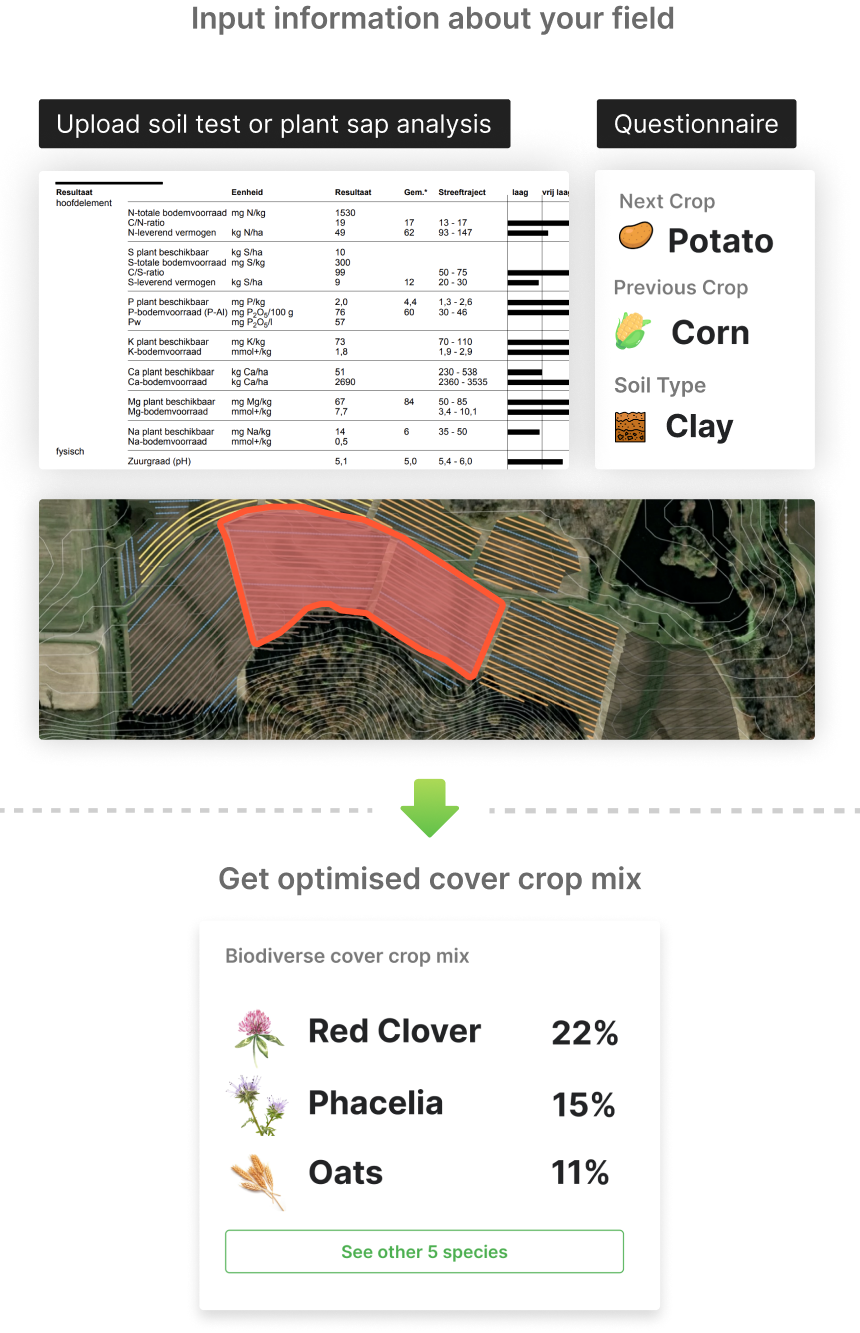 Input information about your field
Upload soil test or plant sap analysis
Questionnaire
Resultaat Eenheid Resultaat Gem.* Streeftraject laag vrij laag
hoofdelement
N-totale bodemvoorraad mg N/kg 1530
C/N-ratio 19 17 13 - 17
N-leverend vermogen kg N/ha 49 62 93 - 147
S plant beschikbaar kg S/ha 10
S-totale bodemvoorraad mg S/kg 300
C/S-ratio 99 50 - 75
S-leverend vermogen kg S/ha 9 12 20 - 30
P plant beschikbaar mg P/kg 2,0 4,4 1,3 - 2,6
P-bodemvoorraad (P-Al) mg P₂O₅/100 g 76 60 30 - 46
Pw mg P₂O₅/l 57
K plant beschikbaar mg K/kg 73 70 - 110
K-bodemvoorraad mmol+/kg 1,8 1,9 - 2,9
Ca plant beschikbaar kg Ca/ha 51 230 - 538
Ca-bodemvoorraad kg Ca/ha 2690 2360 - 3535
Mg plant beschikbaar mg Mg/kg 67 84 50 - 85
Mg-bodemvoorraad mmol+/kg 7,7 3,4 - 10,1
Na plant beschikbaar mg Na/kg 14 6 35 - 50
Na-bodemvoorraad mmol+/kg 0,5
fysisch
Zuurgraad (pH) 5,1 5,0 5,4 - 6,0
Next Crop
Potato
Previous Crop
Corn
Soil Type
Clay
Get optimised cover crop mix
Biodiverse cover crop mix
Red Clover 22%
Phacelia 15%
Oats 11%
See other 5 species